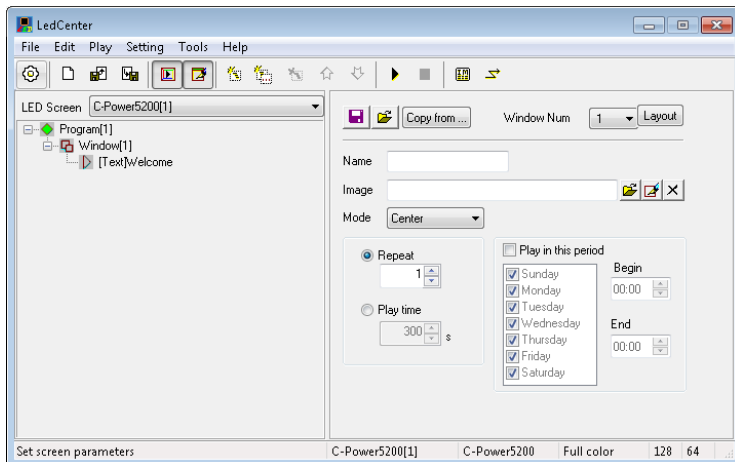 LedCenter
File Edit Play Setting Tools Help
LED Screen C-Power5200[1]
Program[1]
Window[1]
[Text]Welcome
Copy from ... Window Num 1 Layout
Name
Image
Mode Center
Repeat
1
Play time
300 s
Play in this period
Sunday
Monday
Tuesday
Wednesday
Thursday
Friday
Saturday
Begin
00:00
End
00:00
Set screen parameters C-Power5200[1] C-Power5200 Full color 128 64